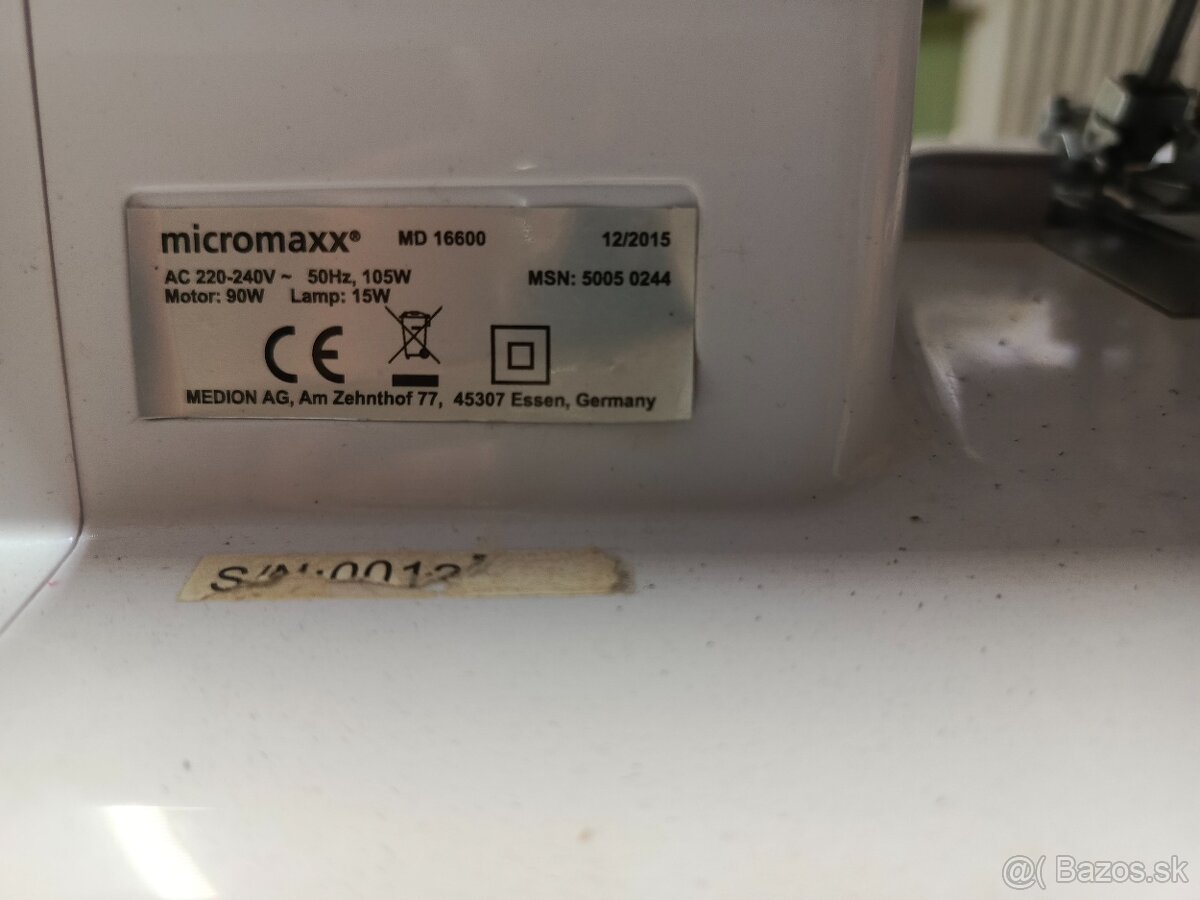 micromaxx® MD 16600 12/2015
AC 220-240V ~ 50Hz, 105W MSN: 5005 0244
Motor: 90W Lamp: 15W
CE
MEDION AG, Am Zehnthof 77, 45307 Essen, Germany
S/N:0012
@( Bazos.sk